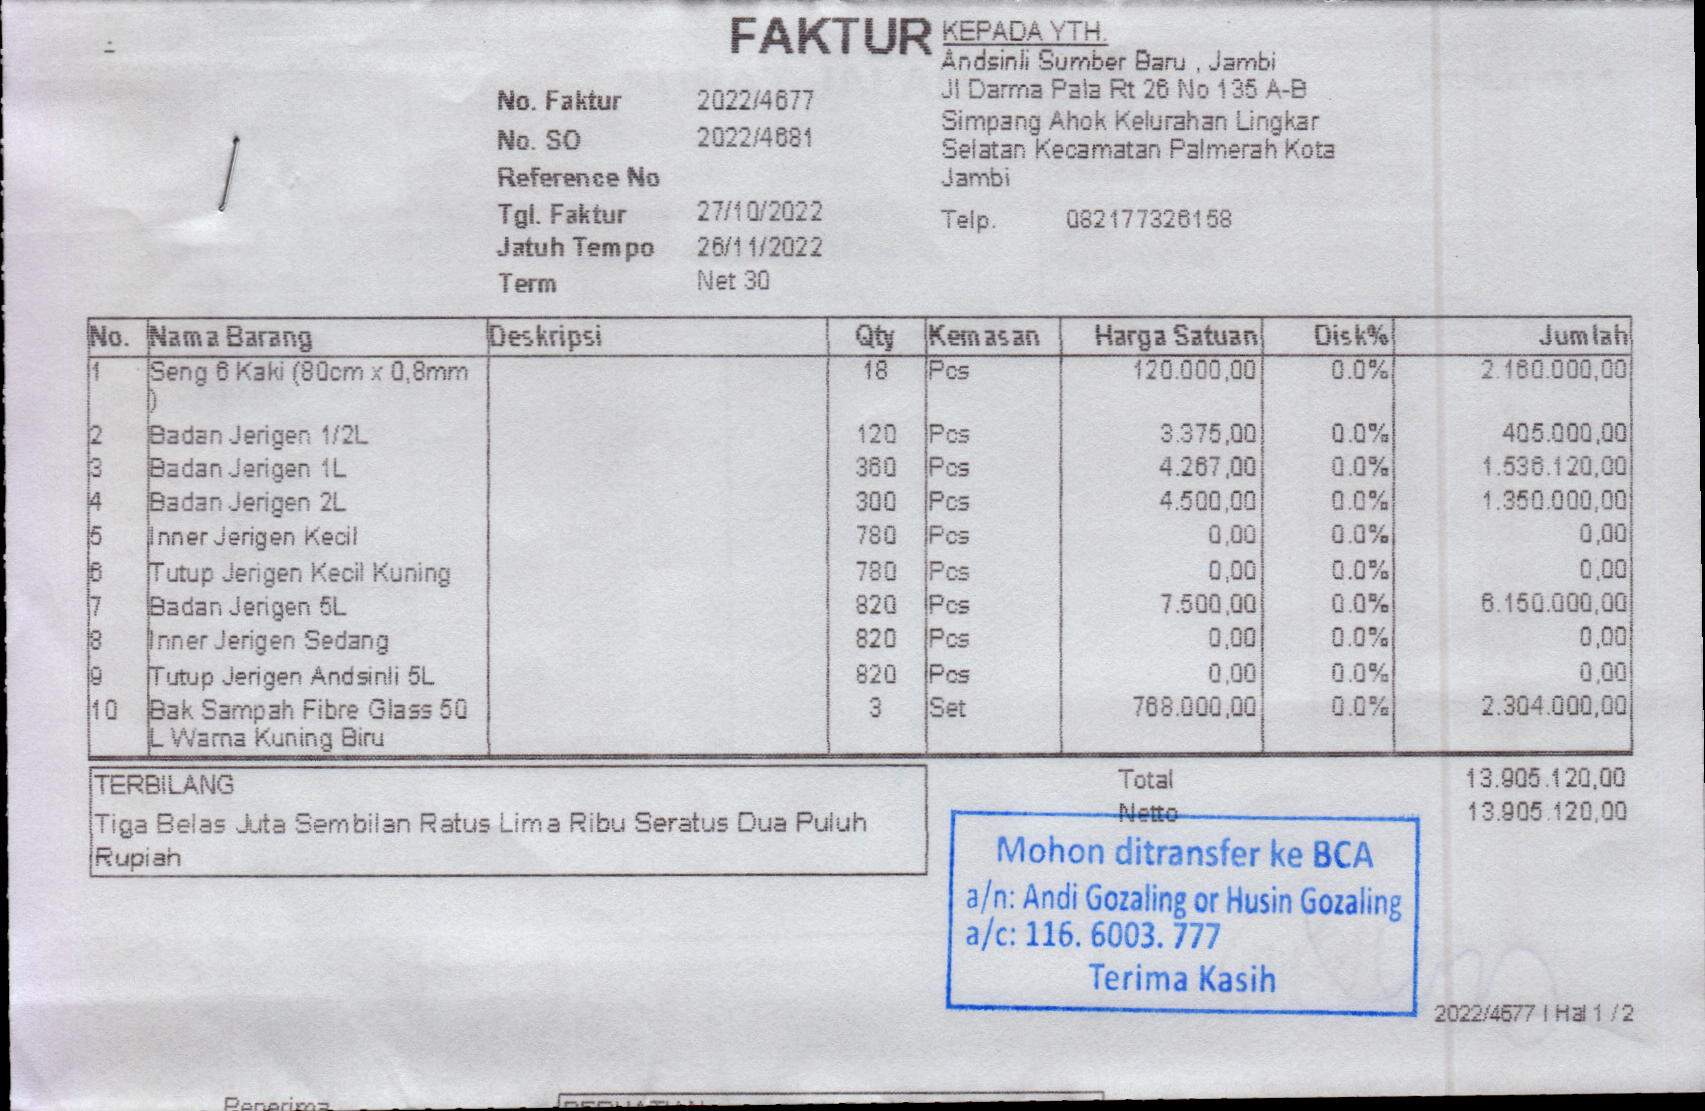 FAKTUR
No. Faktur 2022/4677
No. SO 2022/4681
Reference No
Tgl. Faktur 27/10/2022
Jatuh Tempo 26/11/2022
Term Net 30
KEPADA YTH.
Andsinli Sumber Baru , Jambi
Jl Darma Pala Rt 26 No 135 A-B
Simpang Ahok Kelurahan Lingkar
Selatan Kecamatan Palmerah Kota
Jambi
Telp. 082177326158
No. Nama Barang Deskripsi Qty Kemasan Harga Satuan Disk% Jumlah
1 Seng 6 Kaki (80cm x 0,8mm 18 Pcs 120.000,00 0.0% 2.160.000,00
)
2 Badan Jerigen 1/2L 120 Pcs 3.375,00 0.0% 405.000,00
3 Badan Jerigen 1L 360 Pcs 4.267,00 0.0% 1.536.120,00
4 Badan Jerigen 2L 300 Pcs 4.500,00 0.0% 1.350.000,00
5 Inner Jerigen Kecil 780 Pcs 0,00 0.0% 0,00
6 Tutup Jerigen Kecil Kuning 780 Pcs 0,00 0.0% 0,00
7 Badan Jerigen 5L 820 Pcs 7.500,00 0.0% 6.150.000,00
8 Inner Jerigen Sedang 820 Pcs 0,00 0.0% 0,00
9 Tutup Jerigen Andsinli 5L 820 Pcs 0,00 0.0% 0,00
10 Bak Sampah Fibre Glass 50 3 Set 768.000,00 0.0% 2.304.000,00
L Warna Kuning Biru
TERBILANG
Tiga Belas Juta Sembilan Ratus Lima Ribu Seratus Dua Puluh
Rupiah
Total 13.905.120,00
Netto 13.905.120,00
Mohon ditransfer ke BCA
a/n: Andi Gozaling or Husin Gozaling
a/c: 116. 6003. 777
Terima Kasih
2022/4677 | Hal 1 / 2
Penerima